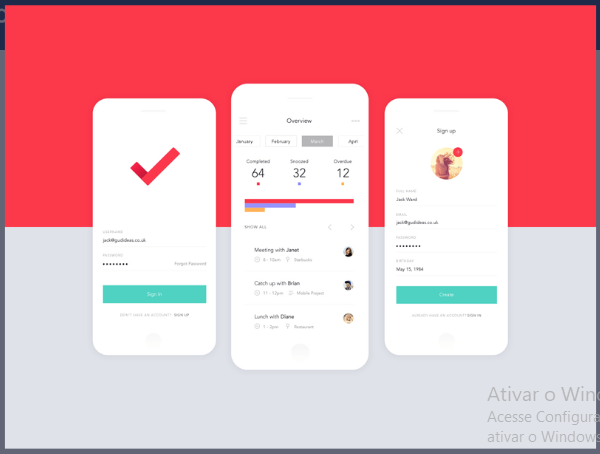 USERNAME
jack@gudideas.co.uk
PASSWORD
Forgot Password
Sign in
DON'T HAVE AN ACCOUNT? SIGN UP
Overview
January February March April
Completed Snoozed Overdue
64 32 12
SHOW ALL
Meeting with Janet
Starbucks
Catch up with Brian
11 - 12pm Mobile Project
Lunch with Diane
1 - 2pm Restaurant
Sign up
FULL NAME
Jack Ward
EMAIL
jack@gudideas.co.uk
PASSWORD
BIRTHDAY
May 15, 1984
Create
ALREADY HAVE AN ACCOUNT? SIGN IN
Ativar o Wind
Acesse Configura
ativar o Windows